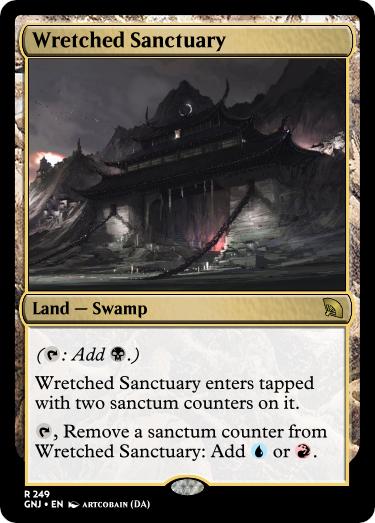 Wretched Sanctuary
Land — Swamp
(: Add .)
Wretched Sanctuary enters tapped
with two sanctum counters on it.
, Remove a sanctum counter from
Wretched Sanctuary: Add or .
R 249
GNJ • EN ARTCOBAIN (DA)